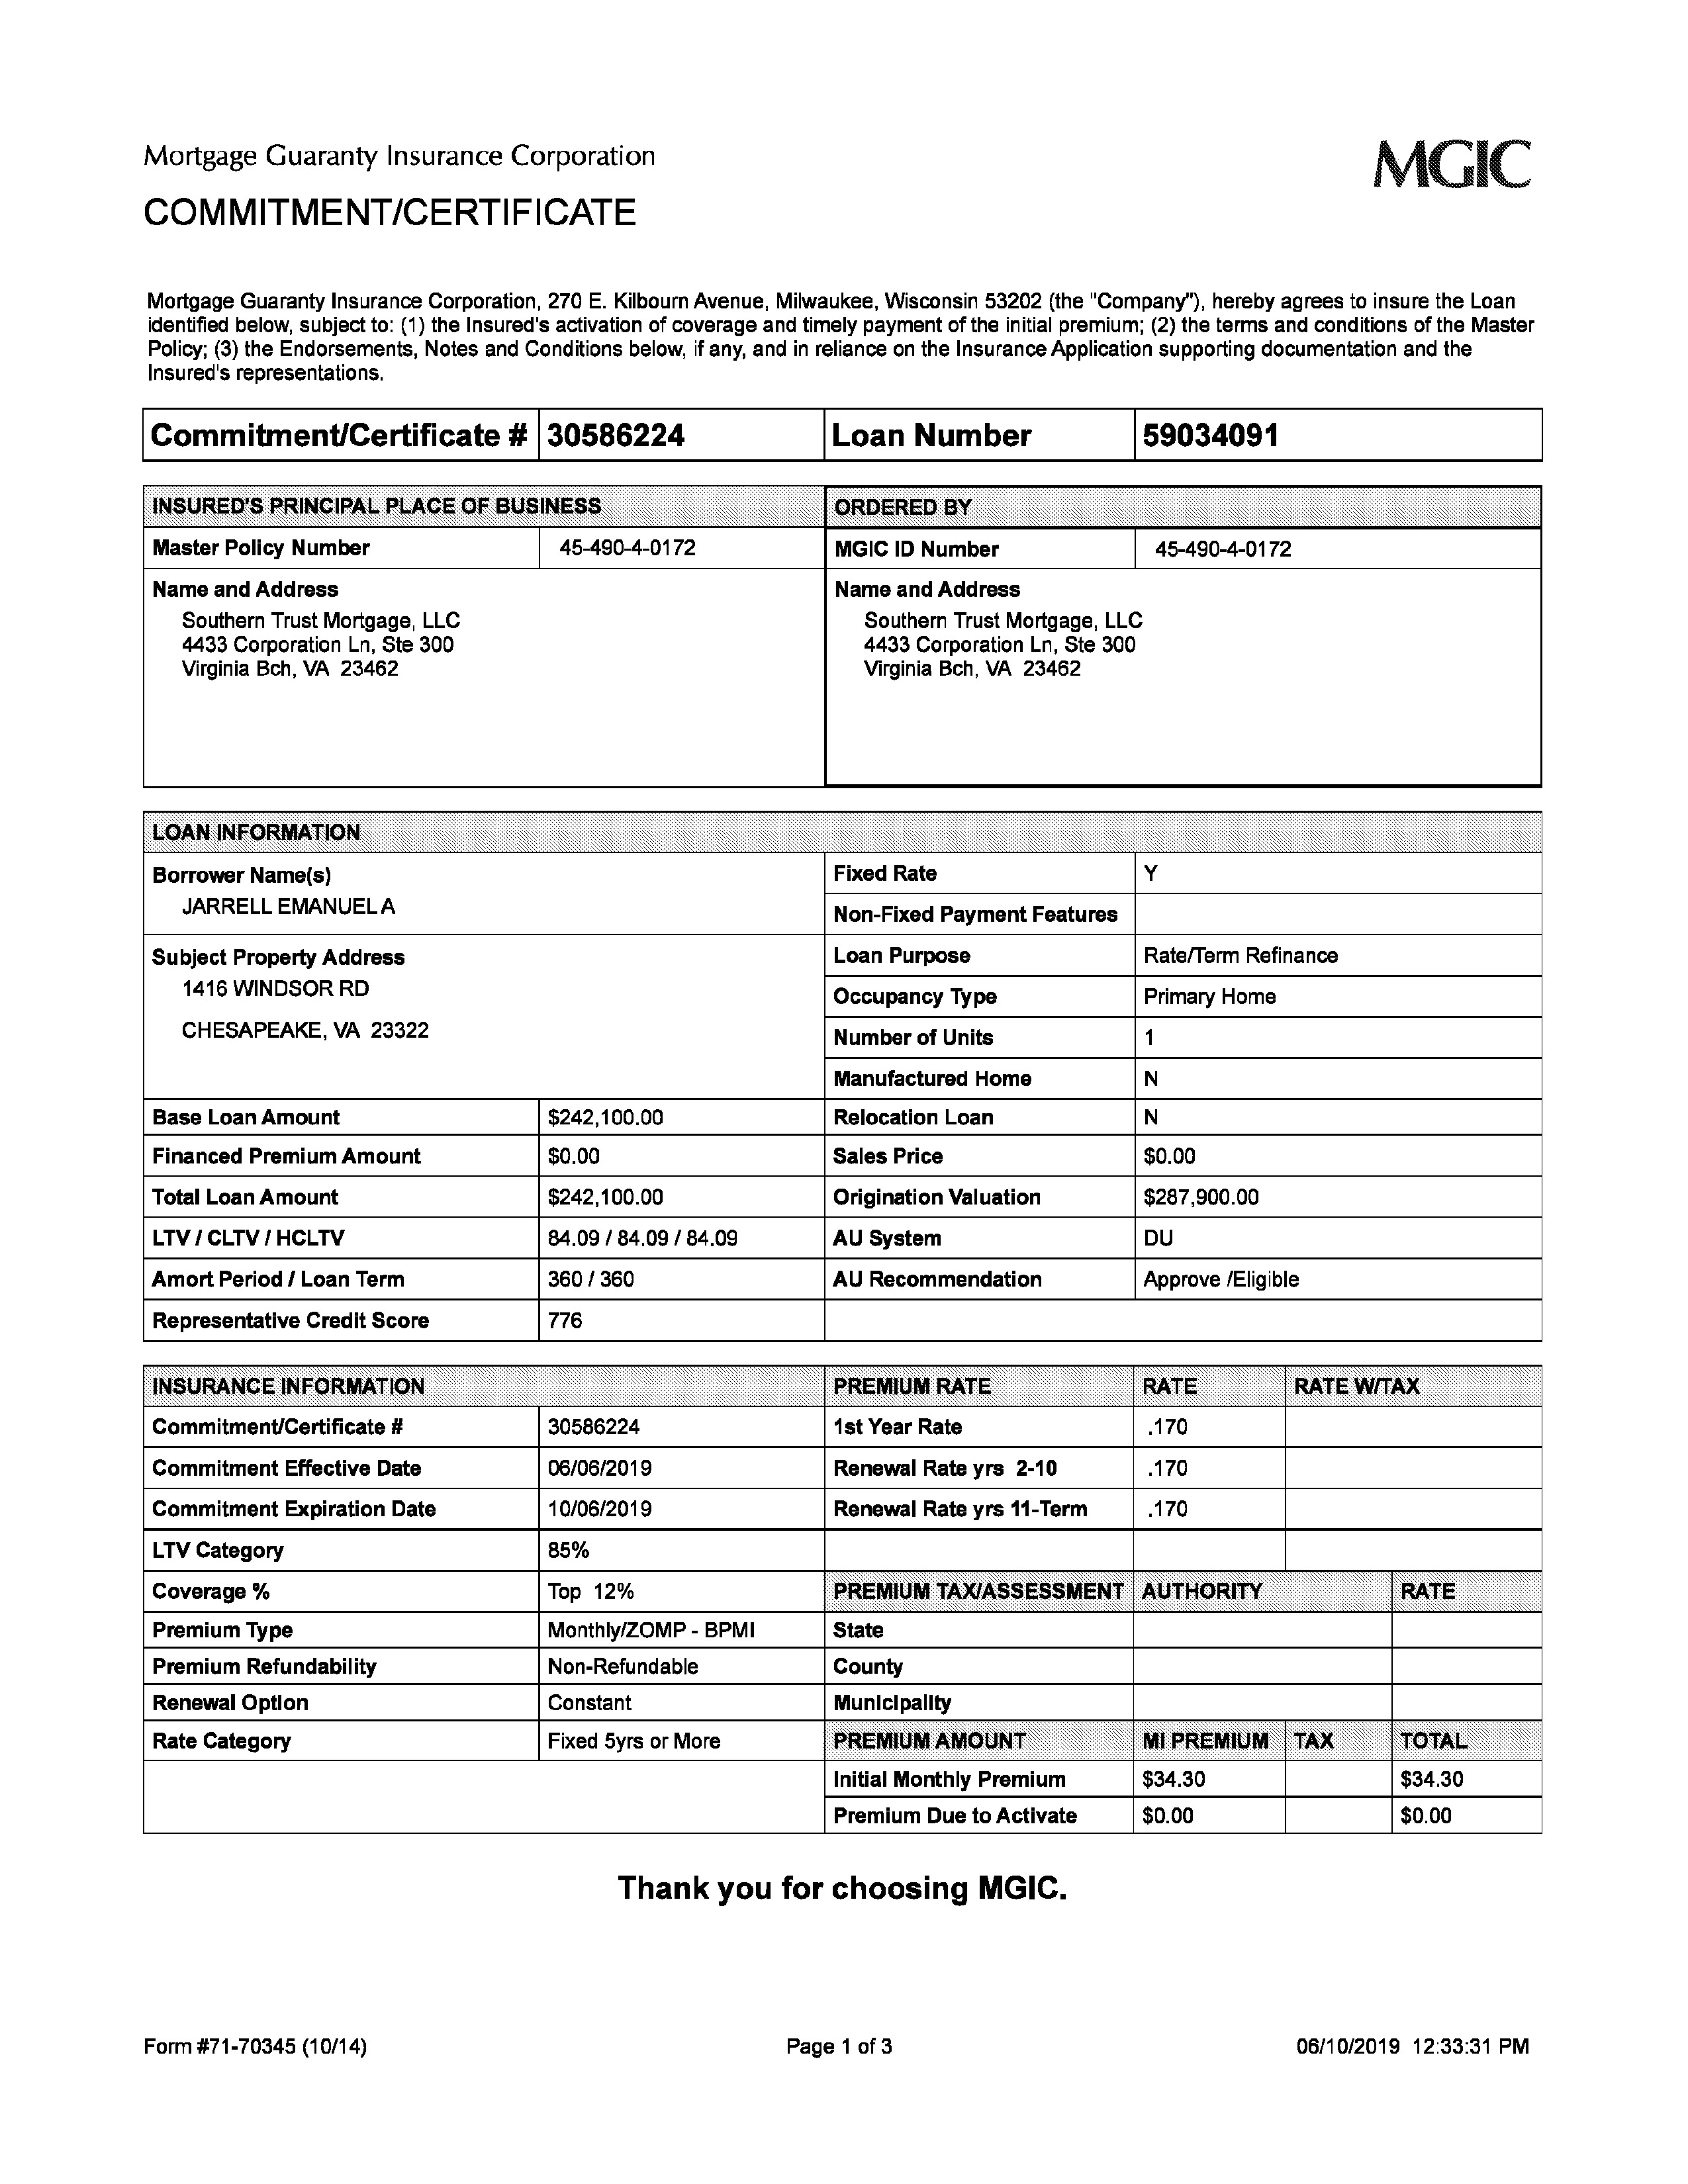 Mortgage Guaranty Insurance Corporation
MGIC
COMMITMENT/CERTIFICATE
Mortgage Guaranty Insurance Corporation, 270 E. Kilbourn Avenue, Milwaukee, Wisconsin 53202 (the "Company"), hereby agrees to insure the Loan
identified below, subject to: (1) the Insured's activation of coverage and timely payment of the initial premium; (2) the terms and conditions of the Master
Policy; (3) the Endorsements, Notes and Conditions below, if any, and in reliance on the Insurance Application supporting documentation and the
Insured's representations.
Commitment/Certificate # 30586224 Loan Number 59034091
INSURED'S PRINCIPAL PLACE OF BUSINESS ORDERED BY
Master Policy Number 45-490-4-0172 MGIC ID Number 45-490-4-0172
Name and Address Name and Address
Southern Trust Mortgage, LLC Southern Trust Mortgage, LLC
4433 Corporation Ln, Ste 300 4433 Corporation Ln, Ste 300
Virginia Bch, VA 23462 Virginia Bch, VA 23462
LOAN INFORMATION
Borrower Name(s) Fixed Rate Y
JARRELL EMANUEL A Non-Fixed Payment Features
Subject Property Address Loan Purpose Rate/Term Refinance
1416 WINDSOR RD Occupancy Type Primary Home
CHESAPEAKE, VA 23322 Number of Units 1
Manufactured Home N
Base Loan Amount $242,100.00 Relocation Loan N
Financed Premium Amount $0.00 Sales Price $0.00
Total Loan Amount $242,100.00 Origination Valuation $287,900.00
LTV / CLTV / HCLTV 84.09 / 84.09 / 84.09 AU System DU
Amort Period / Loan Term 360 / 360 AU Recommendation Approve /Eligible
Representative Credit Score 776
INSURANCE INFORMATION PREMIUM RATE RATE RATE W/TAX
Commitment/Certificate # 30586224 1st Year Rate .170
Commitment Effective Date 06/06/2019 Renewal Rate yrs 2-10 .170
Commitment Expiration Date 10/06/2019 Renewal Rate yrs 11-Term .170
LTV Category 85%
Coverage % Top 12% PREMIUM TAX/ASSESSMENT AUTHORITY RATE
Premium Type Monthly/ZOMP - BPMI State
Premium Refundability Non-Refundable County
Renewal Option Constant Municipality
Rate Category Fixed 5yrs or More PREMIUM AMOUNT MI PREMIUM TAX TOTAL
Initial Monthly Premium $34.30 $34.30
Premium Due to Activate $0.00 $0.00
Thank you for choosing MGIC.
Form #71-70345 (10/14) Page 1 of 3 06/10/2019 12:33:31 PM